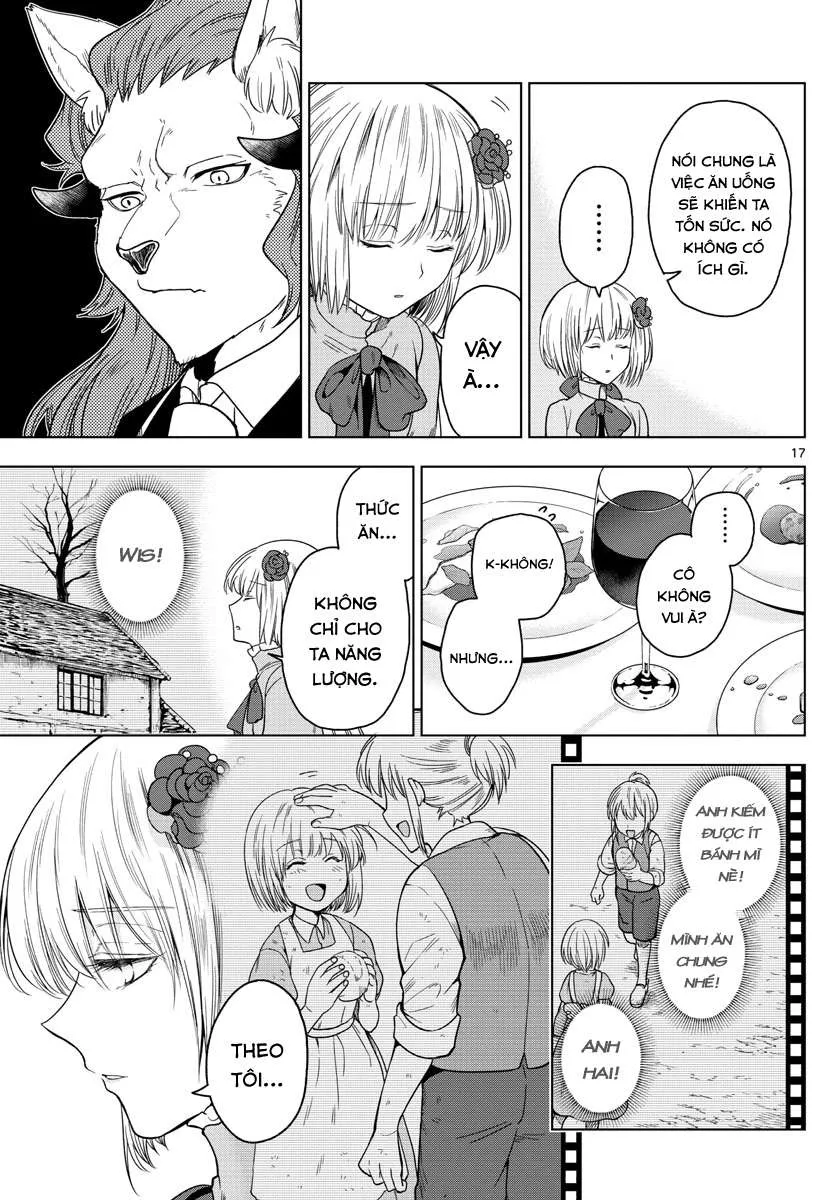 NÓI CHUNG LÀ
VIỆC ĂN UỐNG
SẼ KHIẾN TA
TỐN SỨC. NÓ
KHÔNG CÓ
ÍCH GÌ.
......
VẬY
À...
17
......
CÔ
KHÔNG
VUI À?
K-KHÔNG!
NHƯNG...
THỨC
ĂN...
KHÔNG
CHỈ CHO
TA NĂNG
LƯỢNG.
WIS!
ANH KIẾM
ĐƯỢC ÍT
BÁNH MÌ
NÈ!
MÌNH ĂN
CHUNG
NHÉ!
ANH
HAI!
THEO
TÔI...